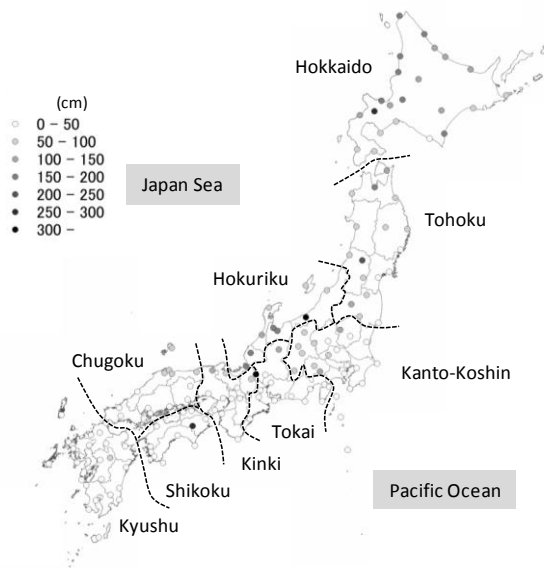 Hokkaido
(cm)
0 – 50
50 – 100
100 – 150
150 – 200
200 – 250
250 – 300
300 –
Japan Sea
Tohoku
Hokuriku
Chugoku
Kanto-Koshin
Tokai
Kinki
Shikoku
Pacific Ocean
Kyushu